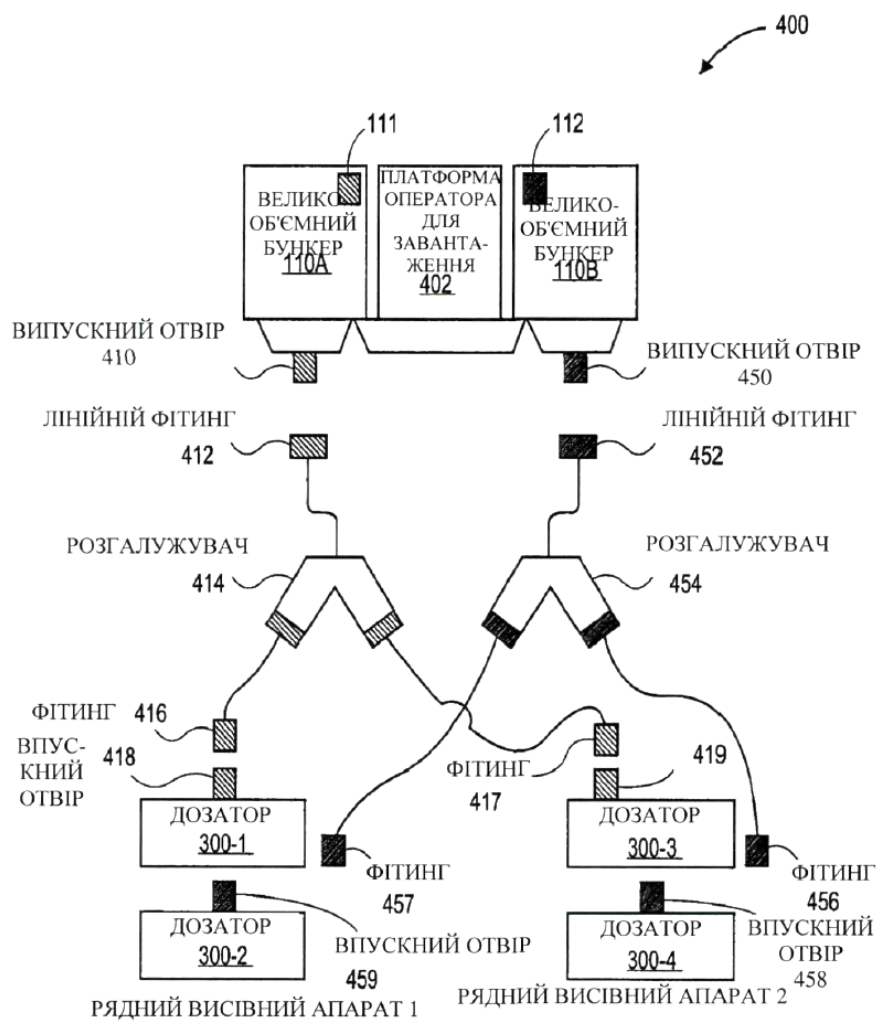 400
111
112
ВЕЛИКО-
ОБ'ЄМНИЙ
БУНКЕР
110A
ПЛАТФОРМА
ОПЕРАТОРА
ДЛЯ
ЗАВАНТА-
ЖЕННЯ
402
ВЕЛИКО-
ОБ'ЄМНИЙ
БУНКЕР
110B
ВИПУСКНИЙ ОТВІР
410
ВИПУСКНИЙ ОТВІР
450
ЛІНІЙНІЙ ФІТИНГ
412
ЛІНІЙНІЙ ФІТИНГ
452
РОЗГАЛУЖУВАЧ
414
РОЗГАЛУЖУВАЧ
454
ФІТИНГ 416
ВПУС-
КНИЙ
ОТВІР
418
ФІТИНГ
417
419
ДОЗАТОР
300-1
ДОЗАТОР
300-3
ФІТИНГ
457
ФІТИНГ
456
ДОЗАТОР
300-2
ВПУСКНИЙ ОТВІР
459
ДОЗАТОР
300-4
ВПУСКНИЙ
ОТВІР
458
РЯДНИЙ ВИСІВНИЙ АПАРАТ 1
РЯДНИЙ ВИСІВНИЙ АПАРАТ 2